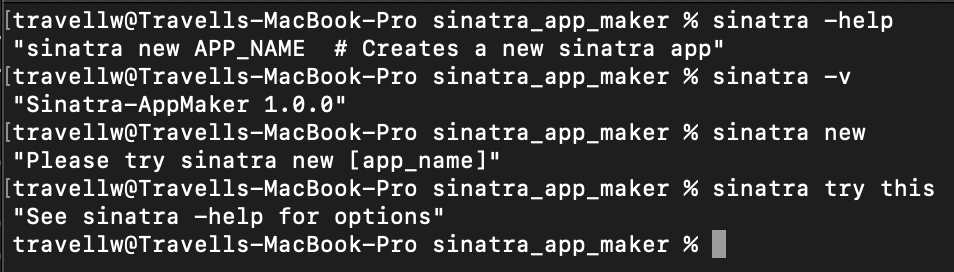 [travellw@Travells-MacBook-Pro sinatra_app_maker % sinatra -help
"sinatra new APP_NAME  # Creates a new sinatra app"
[travellw@Travells-MacBook-Pro sinatra_app_maker % sinatra -v
"Sinatra-AppMaker 1.0.0"
[travellw@Travells-MacBook-Pro sinatra_app_maker % sinatra new
"Please try sinatra new [app_name]"
[travellw@Travells-MacBook-Pro sinatra_app_maker % sinatra try this
"See sinatra -help for options"
travellw@Travells-MacBook-Pro sinatra_app_maker %